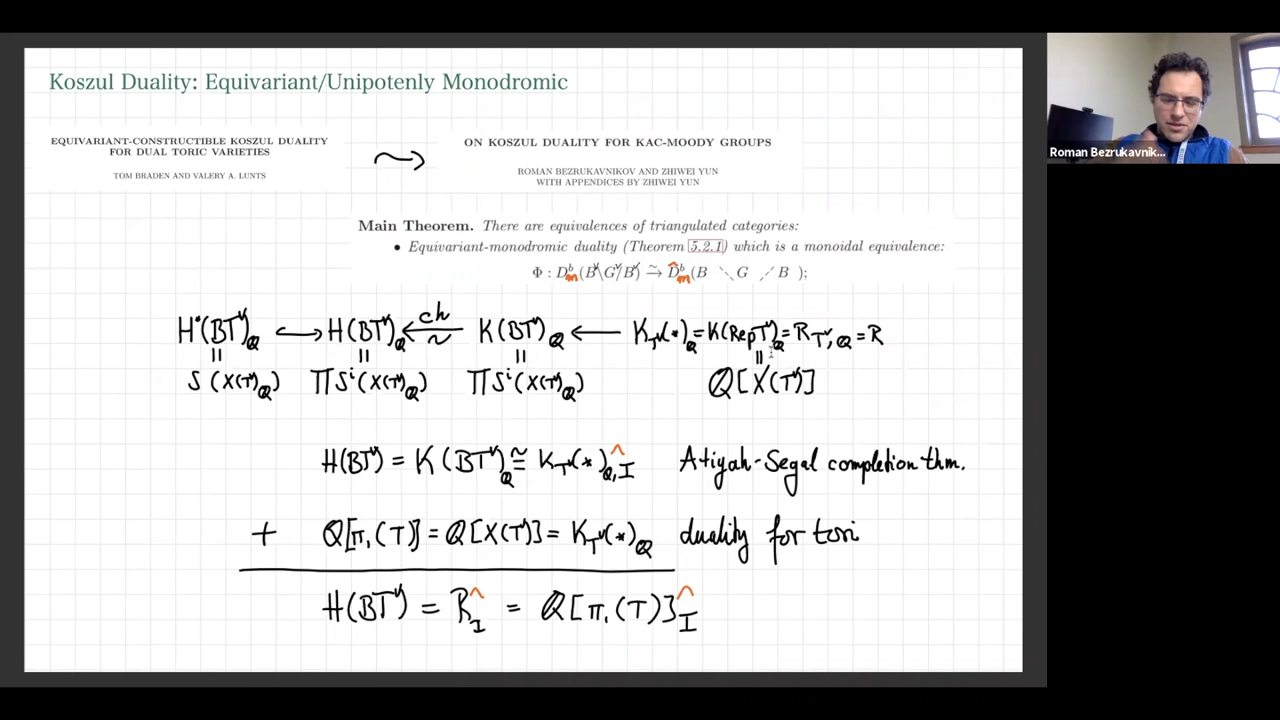 Koszul Duality: Equivariant/Unipotenly Monodromic
EQUIVARIANT-CONSTRUCTIBLE KOSZUL DUALITY
FOR DUAL TORIC VARIETIES
TOM BRADEN AND VALERY A. LUNTS
⤳
ON KOSZUL DUALITY FOR KAC-MOODY GROUPS
ROMAN BEZRUKAVNIKOV AND ZHIWEI YUN
WITH APPENDICES BY ZHIWEI YUN
Main Theorem. There are equivalences of triangulated categories:
• Equivariant-monodromic duality (Theorem 5.2.1) which is a monoidal equivalence:
Φ : D^b_m(B^∨\G^∨/B^∨) ⥲ D̂^b_m(B ⑊ G ⫽ B );
H^•(BT^∨)_Q ↪ H(BT^∨)_Q ⟵^{ch}_∼ K(BT^∨)_Q ⟵ K_{T^∨}(*)_Q = K(Rep T^∨)_Q = R_{T^∨,Q} = R
‖ ‖ ‖ ‖
S(X(T^∨)_Q) ∏S^i(X(T^∨)_Q) ∏S^i(X(T^∨)_Q) Q[X(T^∨)]
H(BT^∨) = K(BT^∨)_Q ≅ K_{T^∨}(*)^∧_{Q,I} Atiyah-Segal completion thm.
+ Q[π₁(T)] = Q[X(T^∨)] = K_{T^∨}(*)_Q duality for tori
H(BT^∨) = R^∧_I = Q[π₁(T)]^∧_I
Roman Bezrukavnik...